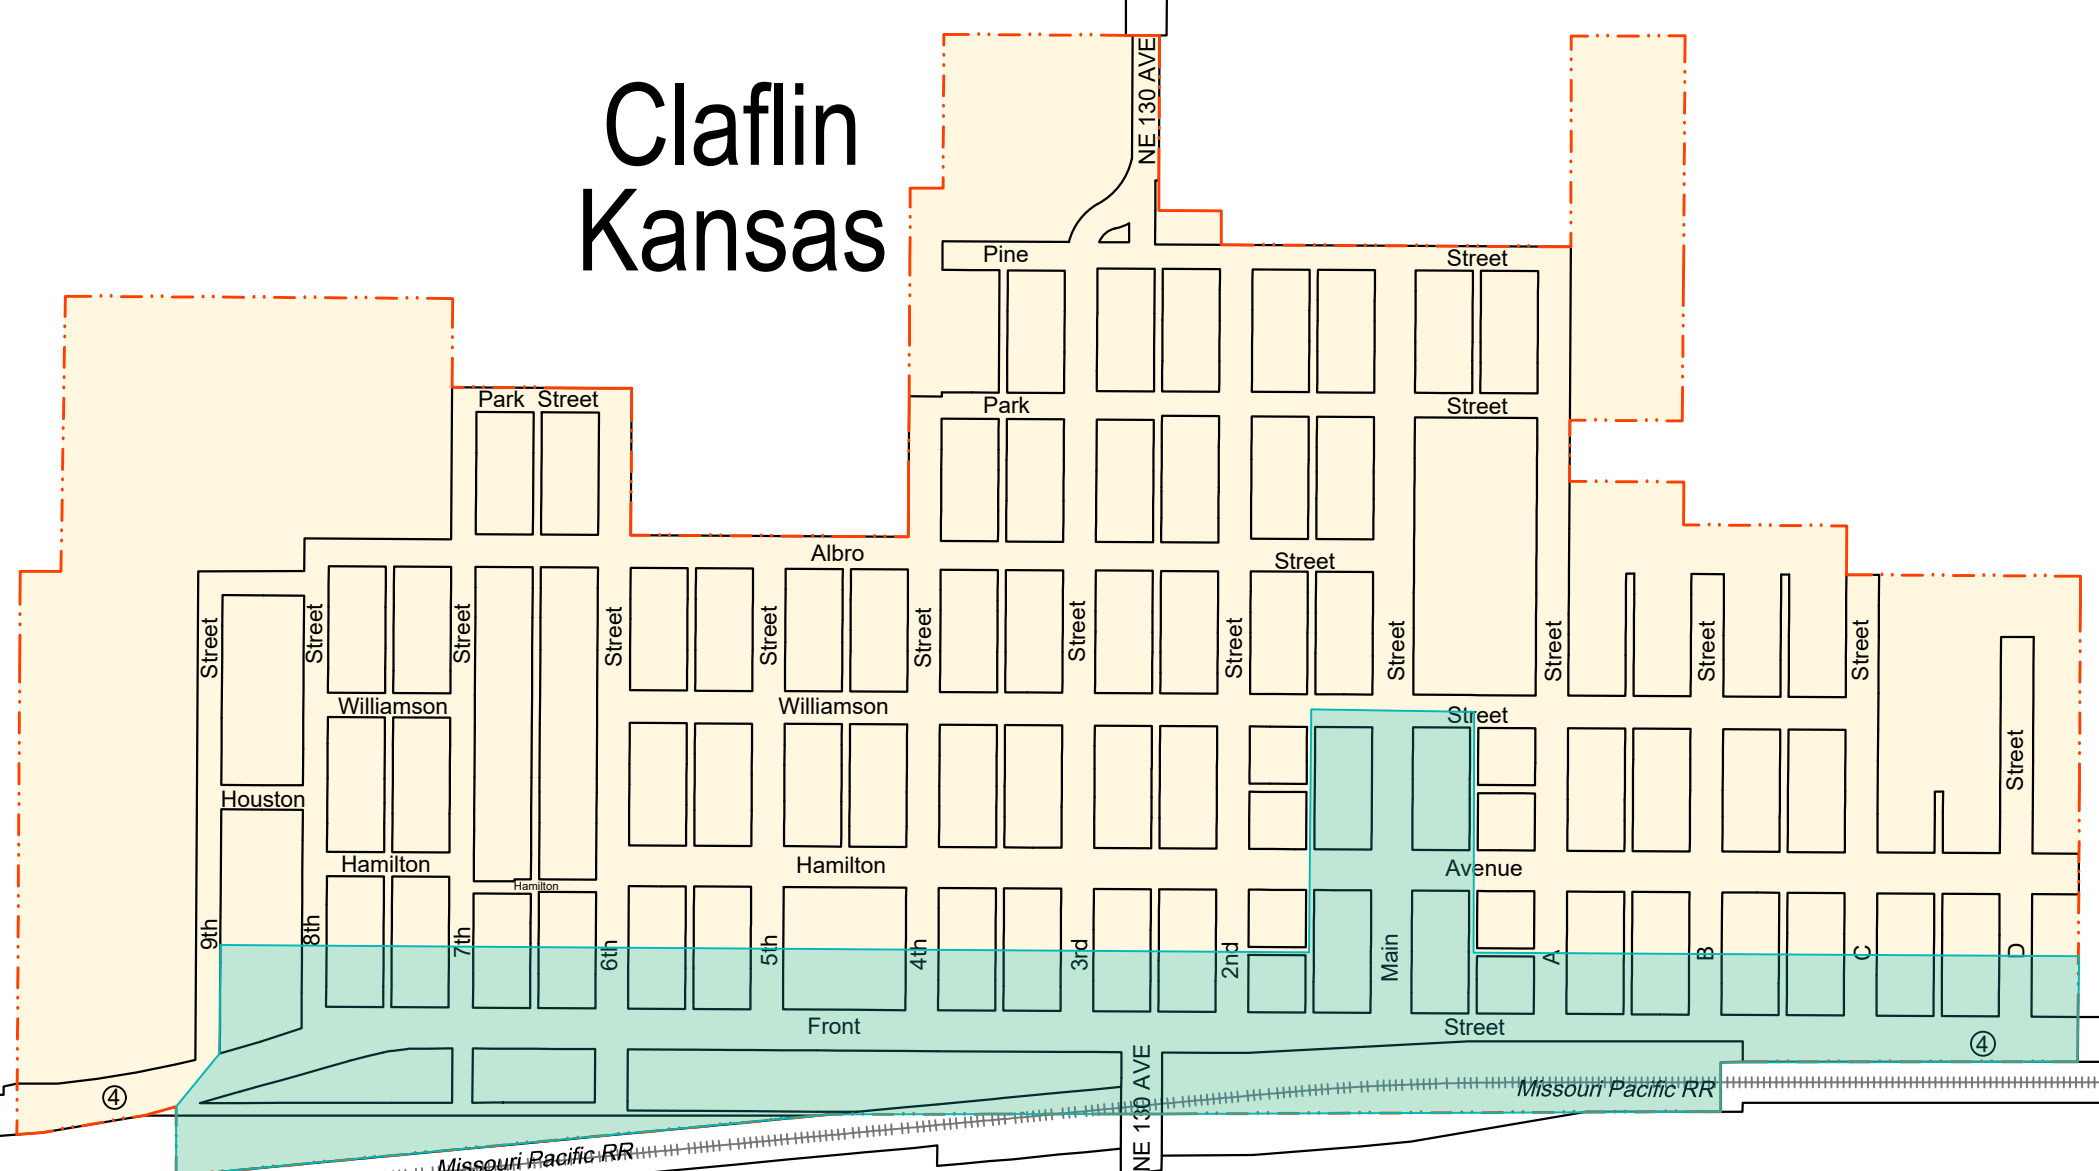 Claflin
Kansas
NE 130 AVE
Pine
Street
Park Street
Park
Street
Albro
Street
Street
Street
Street
Street
Street
Street
Street
Street
Street
Street
Street
Street
Williamson
Williamson
Street
Street
Houston
Hamilton
Hamilton
Avenue
Hamilton
9th
8th
7th
6th
5th
4th
3rd
2nd
Main
A
B
C
D
Front
Street
4
4
NE 130 AVE
Missouri Pacific RR
Missouri Pacific RR